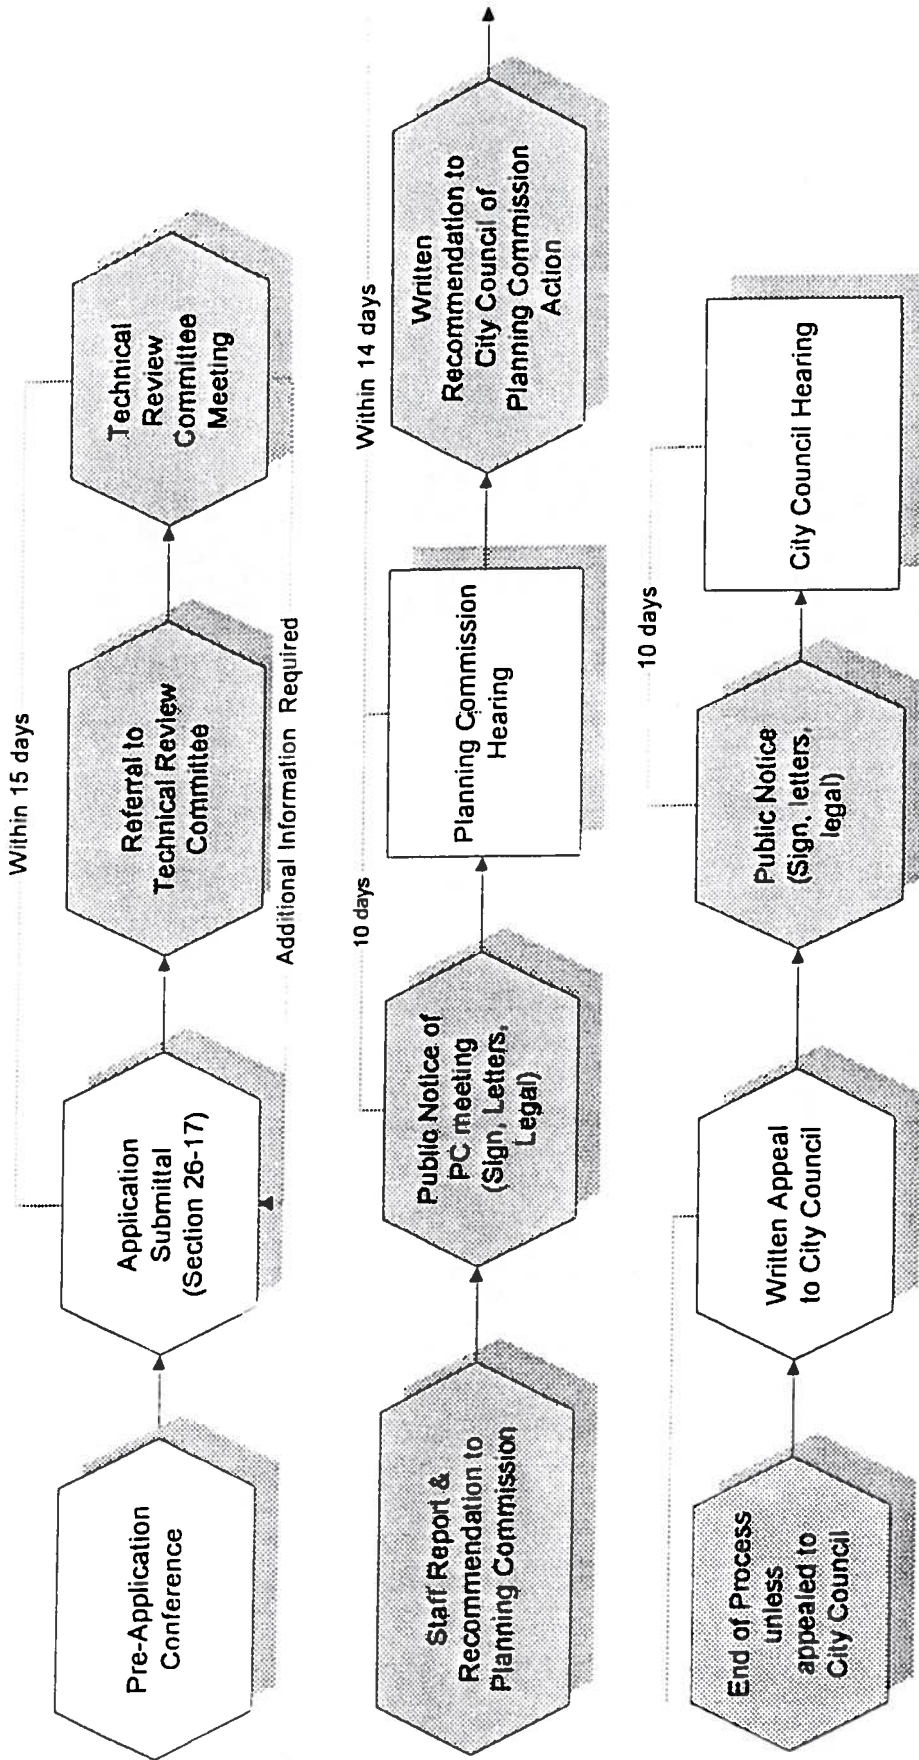 Within 15 days
Pre-Application
Conference
Application
Submittal
(Section 26-17)
Referral to
Technical Review
Committee
Technical
Review
Committee
Meeting
Additional Information Required
Within 14 days
10 days
Staff Report &
Recommendation to
Planning Commission
Public Notice of
PC meeting
(Sign, Letters,
Legal)
Planning Commission
Hearing
Written
Recommendation to
City Council of
Planning Commission
Action
10 days
End of Process
unless
appealed to
City Council
Written Appeal
to City Council
Public Notice
(Sign, letters,
legal)
City Council Hearing